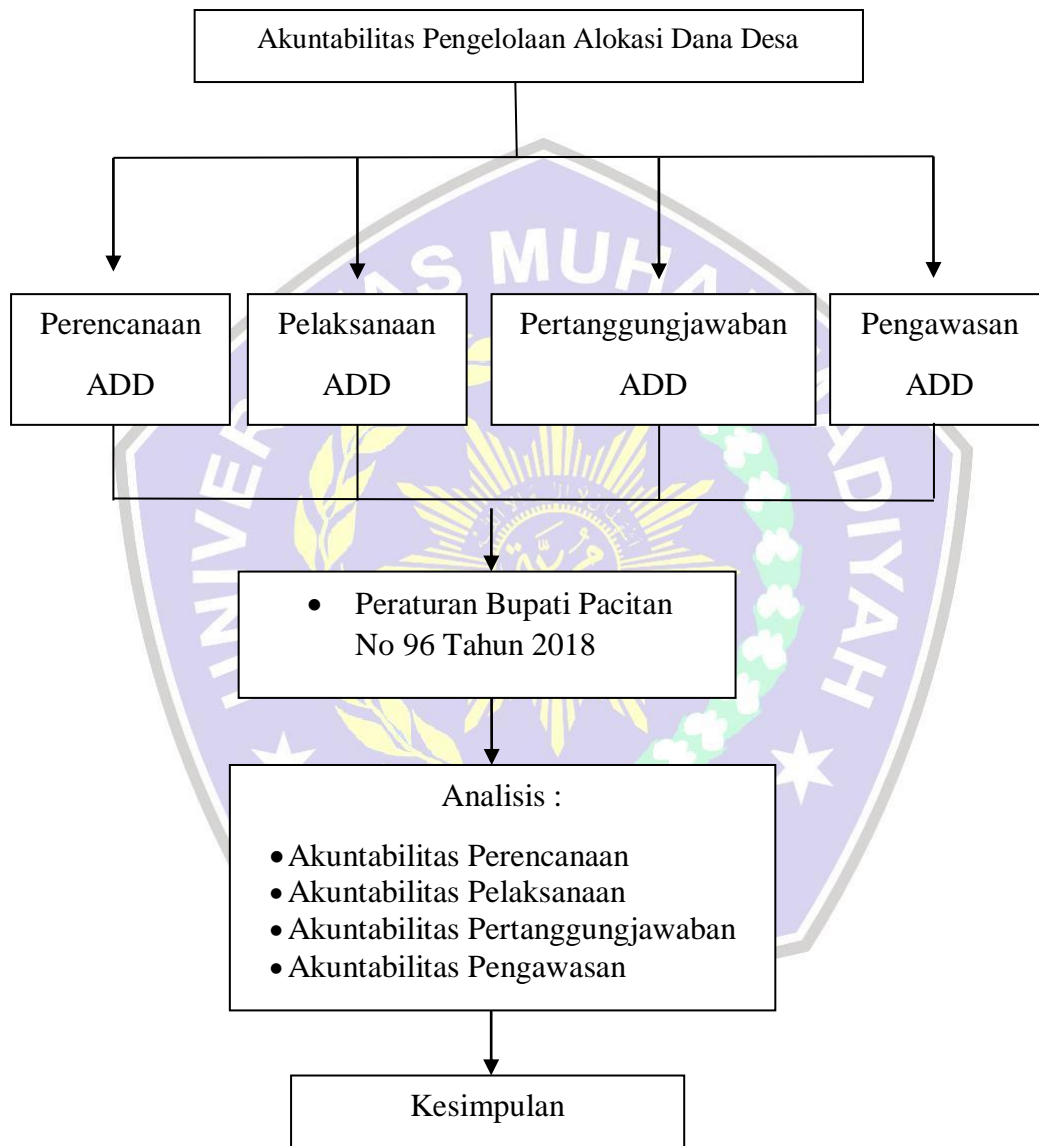 Akuntabilitas Pengelolaan Alokasi Dana Desa
Perencanaan
ADD
Pelaksanaan
ADD
Pertanggungjawaban
ADD
Pengawasan
ADD
• Peraturan Bupati Pacitan
No 96 Tahun 2018
Analisis :
• Akuntabilitas Perencanaan
• Akuntabilitas Pelaksanaan
• Akuntabilitas Pertanggungjawaban
• Akuntabilitas Pengawasan
Kesimpulan